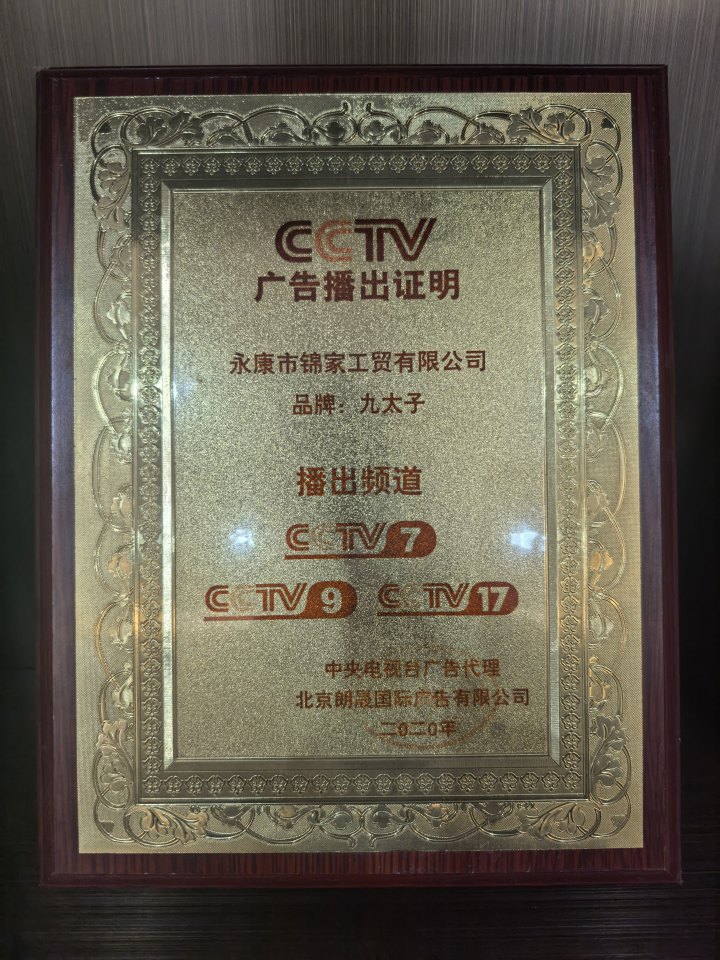 CCTV
广告播出证明
永康市锦家工贸有限公司
品牌：九太子
播出频道
CCTV 7
CCTV 9 CCTV 17
中央电视台广告代理
北京朗晟国际广告有限公司
二0二0年